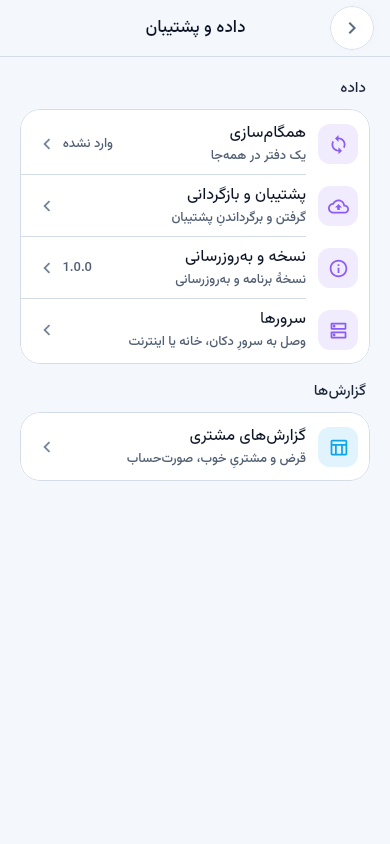 داده و پشتیبان
داده
همگام‌سازی
یک دفتر در همه‌جا
وارد نشده
پشتیبان و بازگردانی
گرفتن و برگرداندنِ پشتیبان
نسخه و به‌روزرسانی
نسخهٔ برنامه و به‌روزرسانی
1.0.0
سرورها
وصل به سرورِ دکان، خانه یا اینترنت
گزارش‌ها
گزارش‌های مشتری
قرض و مشتریِ خوب، صورت‌حساب